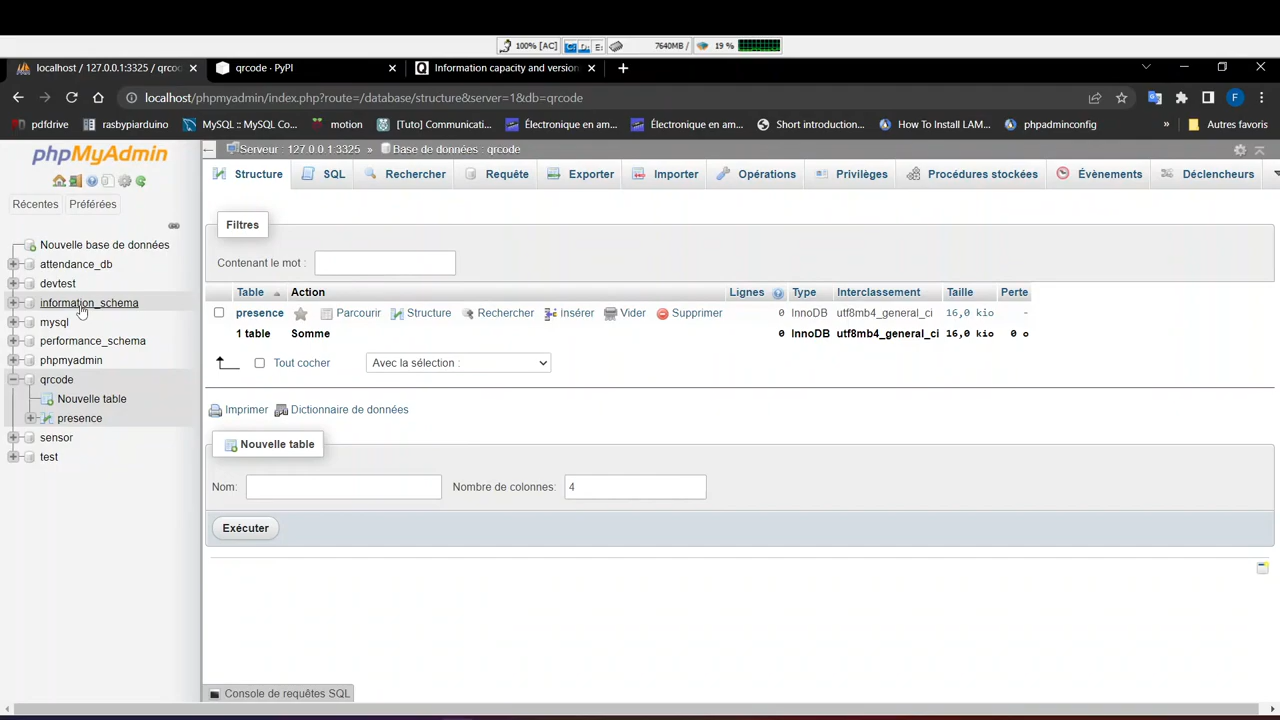 100% [AC] 7640MB / 19 %
localhost / 127.0.0.1:3325 / qrcod qrcode · PyPI Information capacity and version
localhost/phpmyadmin/index.php?route=/database/structure&server=1&db=qrcode
pdfdrive rasbypiarduino MySQL :: MySQL Co... motion [Tuto] Communicati... Électronique en am... Électronique en am... Short introduction... How To Install LAM... phpadminconfig » Autres favoris
phpMyAdmin
Serveur : 127.0.0.1:3325 » Base de données : qrcode
Structure SQL Rechercher Requête Exporter Importer Opérations Privilèges Procédures stockées Évènements Déclencheurs
Récentes Préférées
Filtres
Contenant le mot :
Nouvelle base de données
attendance_db
devtest
information_schema
mysql
performance_schema
phpmyadmin
qrcode
Nouvelle table
presence
sensor
test
Table Action Lignes Type Interclassement Taille Perte
presence Parcourir Structure Rechercher Insérer Vider Supprimer 0 InnoDB utf8mb4_general_ci 16,0 kio -
1 table Somme 0 InnoDB utf8mb4_general_ci 16,0 kio 0 o
Tout cocher Avec la sélection :
Imprimer Dictionnaire de données
Nouvelle table
Nom: Nombre de colonnes: 4
Exécuter
Console de requêtes SQL